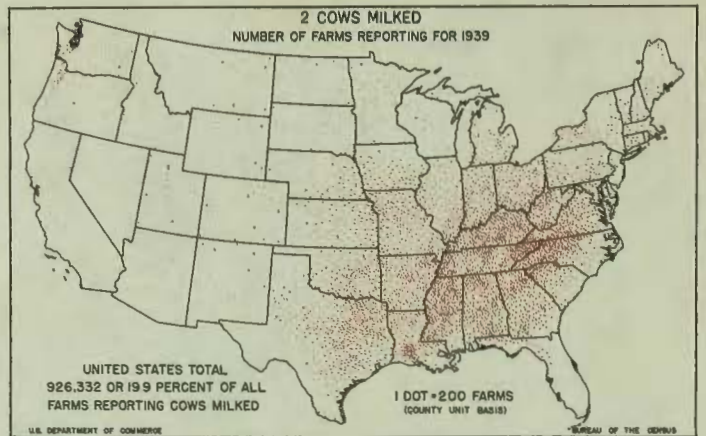 2 COWS MILKED
NUMBER OF FARMS REPORTING FOR 1939
UNITED STATES TOTAL
926,332 OR 19.9 PERCENT OF ALL
FARMS REPORTING COWS MILKED
1 DOT = 200 FARMS
(COUNTY UNIT BASIS)
U.S. DEPARTMENT OF COMMERCE
BUREAU OF THE CENSUS